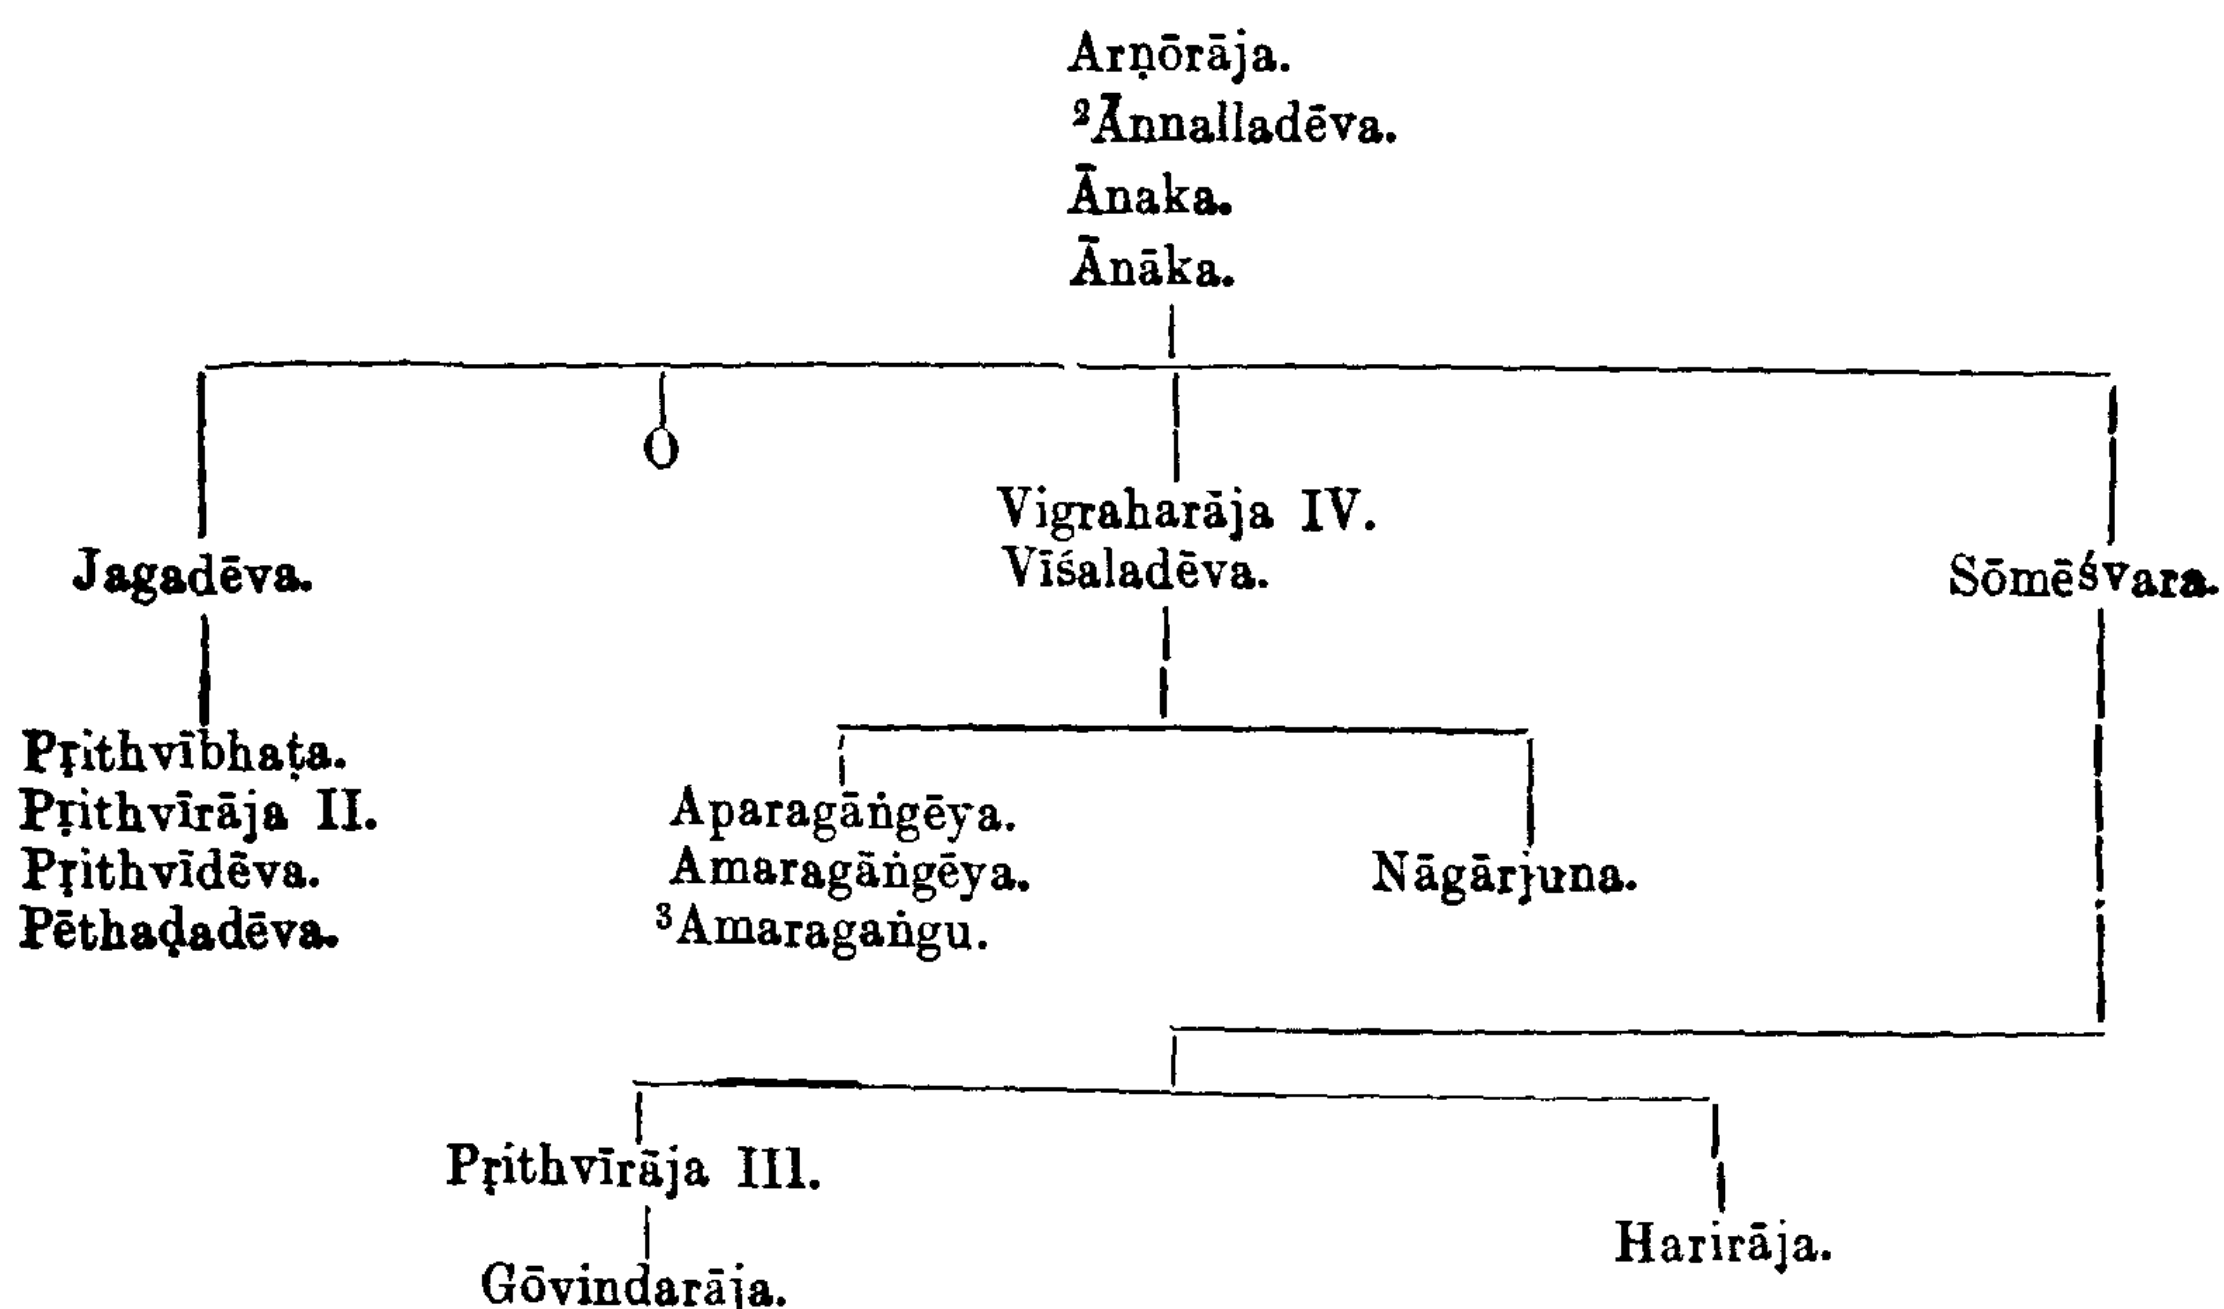 Arṇōrāja.
²Ānnalladēva.
Ānaka.
Ānāka.
O
Vigraharāja IV.
Vīśaladēva.
Jagadēva.
Sōmēśvara.
Pṛithvībhaṭa.
Pṛithvīrāja II.
Pṛithvīdēva.
Pēthaḍadēva.
Aparagāṅgēya.
Amaragāṅgēya.
³Amaragaṅgu.
Nāgārjuna.
Pṛithvīrāja III.
Harirāja.
Gōvindarāja.